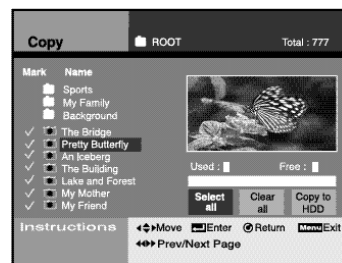 Copy
ROOT
Total : 777
Mark Name
Sports
My Family
Background
The Bridge
Pretty Butterfly
An Iceberg
The Building
Lake and Forest
My Mother
My Friend
Used :
Free :
Select all
Clear all
Copy to HDD
Instructions
Move Enter Return Menu Exit
Prev/Next Page